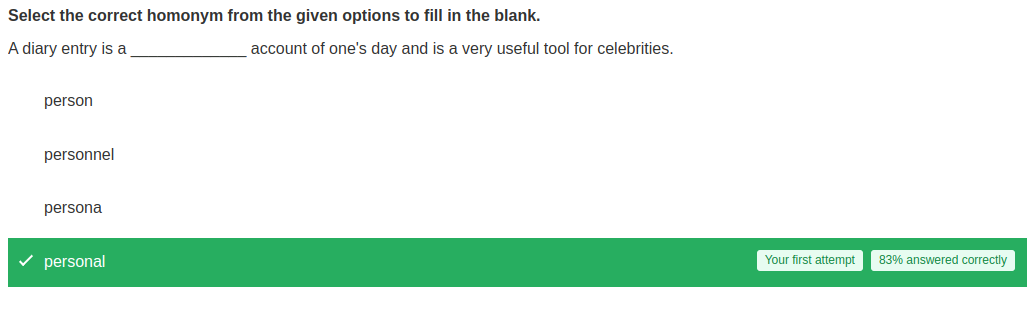 Select the correct homonym from the given options to fill in the blank.
A diary entry is a _____________ account of one's day and is a very useful tool for celebrities.
person
personnel
persona
personal Your first attempt 83% answered correctly